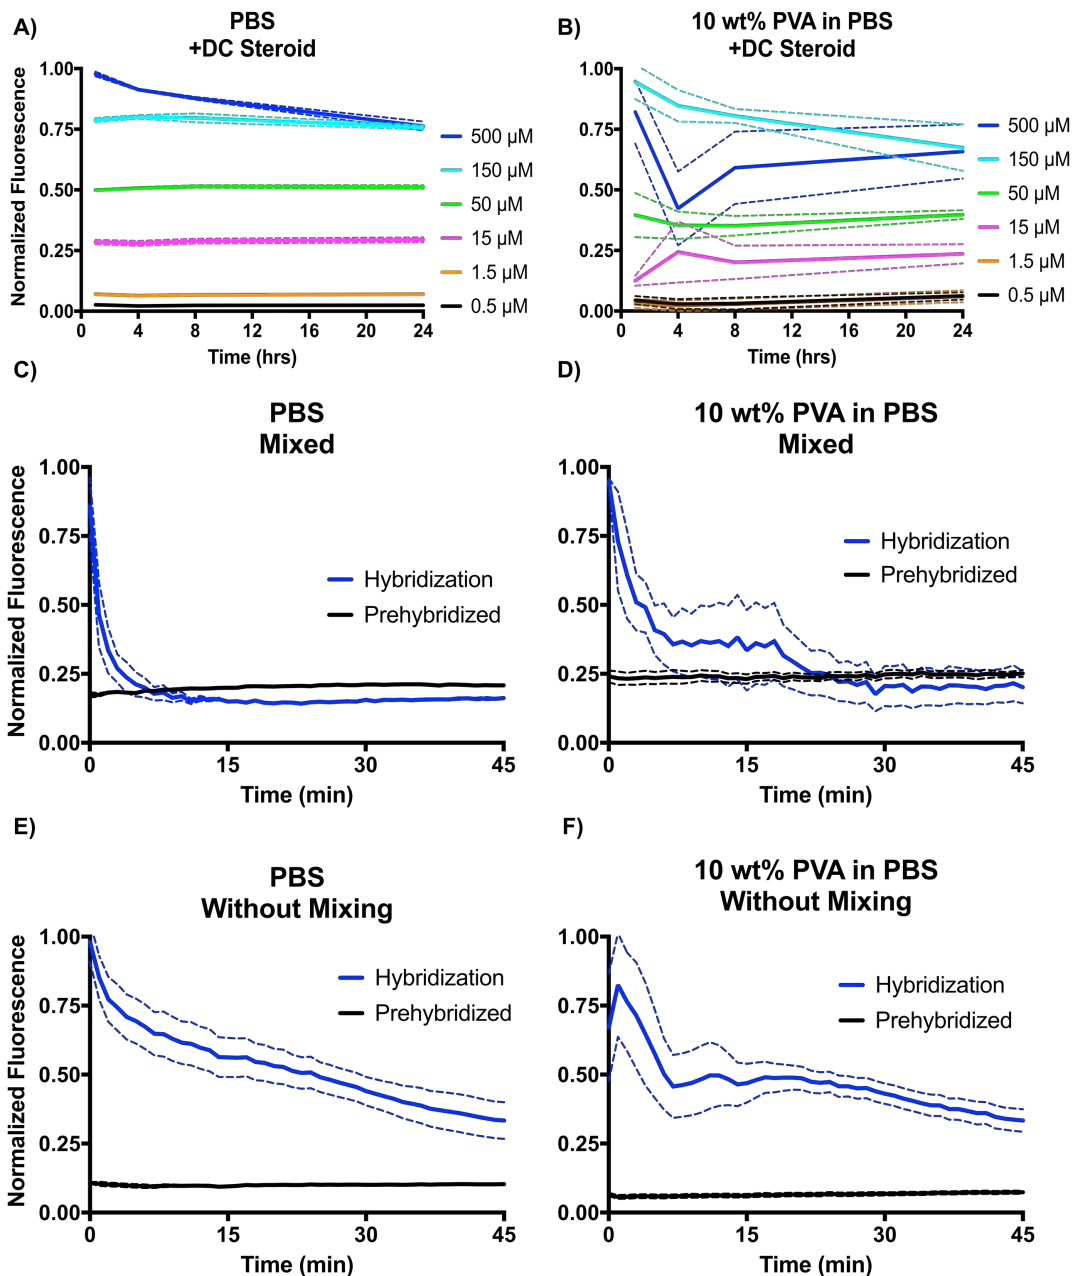 A)
PBS
+DC Steroid
Normalized Fluorescence
1.00
0.75
0.50
0.25
0.00
0 4 8 12 16 20 24
Time (hrs)
500 µM
150 µM
50 µM
15 µM
1.5 µM
0.5 µM
B)
10 wt% PVA in PBS
+DC Steroid
1.00
0.75
0.50
0.25
0.00
0 4 8 12 16 20 24
Time (hrs)
500 µM
150 µM
50 µM
15 µM
1.5 µM
0.5 µM
C)
PBS
Mixed
Normalized Fluorescence
1.00
0.75
0.50
0.25
0.00
0 15 30 45
Time (min)
Hybridization
Prehybridized
D)
10 wt% PVA in PBS
Mixed
1.00
0.75
0.50
0.25
0.00
0 15 30 45
Time (min)
Hybridization
Prehybridized
E)
PBS
Without Mixing
Normalized Fluorescence
1.00
0.75
0.50
0.25
0.00
0 15 30 45
Time (min)
Hybridization
Prehybridized
F)
10 wt% PVA in PBS
Without Mixing
1.00
0.75
0.50
0.25
0.00
0 15 30 45
Time (min)
Hybridization
Prehybridized